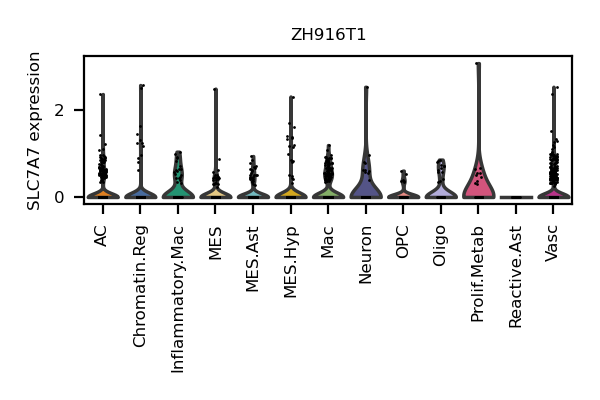 ZH916T1
SLC7A7 expression
2
0
AC
Chromatin.Reg
Inflammatory.Mac
MES
MES.Ast
MES.Hyp
Mac
Neuron
OPC
Oligo
Prolif.Metab
Reactive.Ast
Vasc